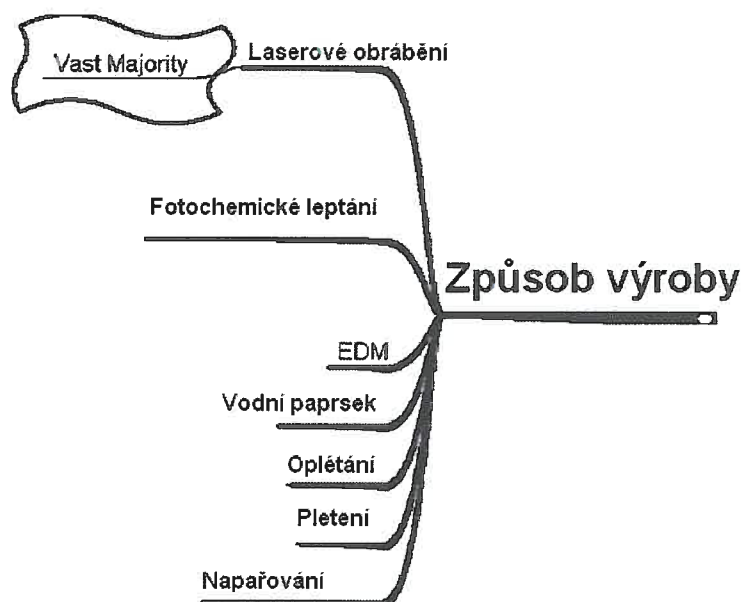 Vast Majority
Laserové obrábění
Fotochemické leptání
Způsob výroby
EDM
Vodní paprsek
Oplétání
Pletení
Napařování